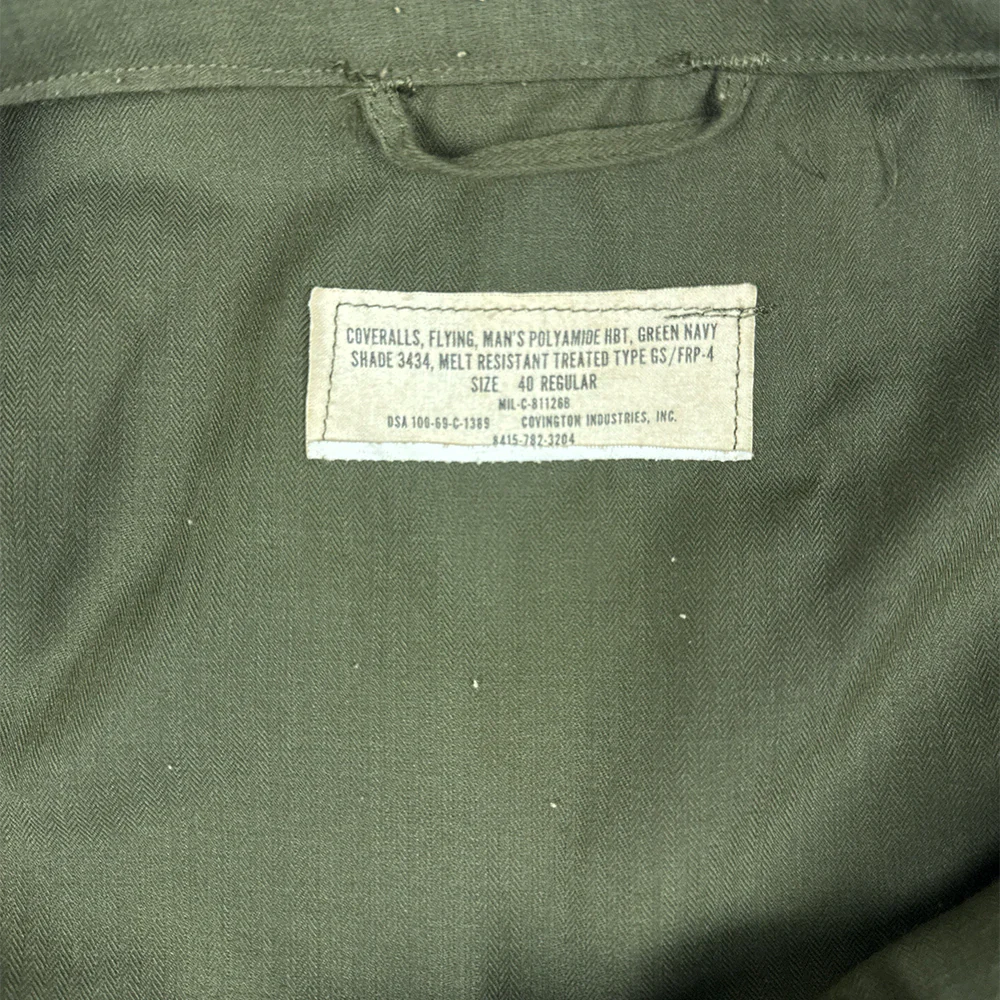 COVERALLS, FLYING, MAN'S POLYAMIDE HBT, GREEN NAVY
SHADE 3434, MELT RESISTANT TREATED TYPE GS/FRP-4
SIZE 40 REGULAR
MIL-C-81126B
DSA 100-69-C-1389 COVINGTON INDUSTRIES, INC.
8415-782-3204